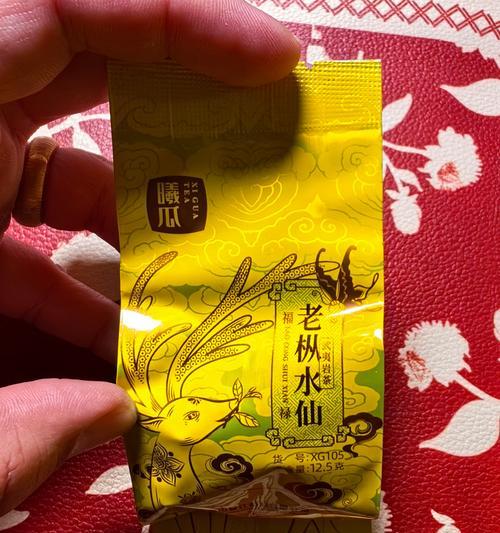 曦瓜
XI GUA
TEA
老枞水仙
武夷岩茶
福
LAO CONG SHUI XIAN
禄
货 号:XG105
量:12.5克